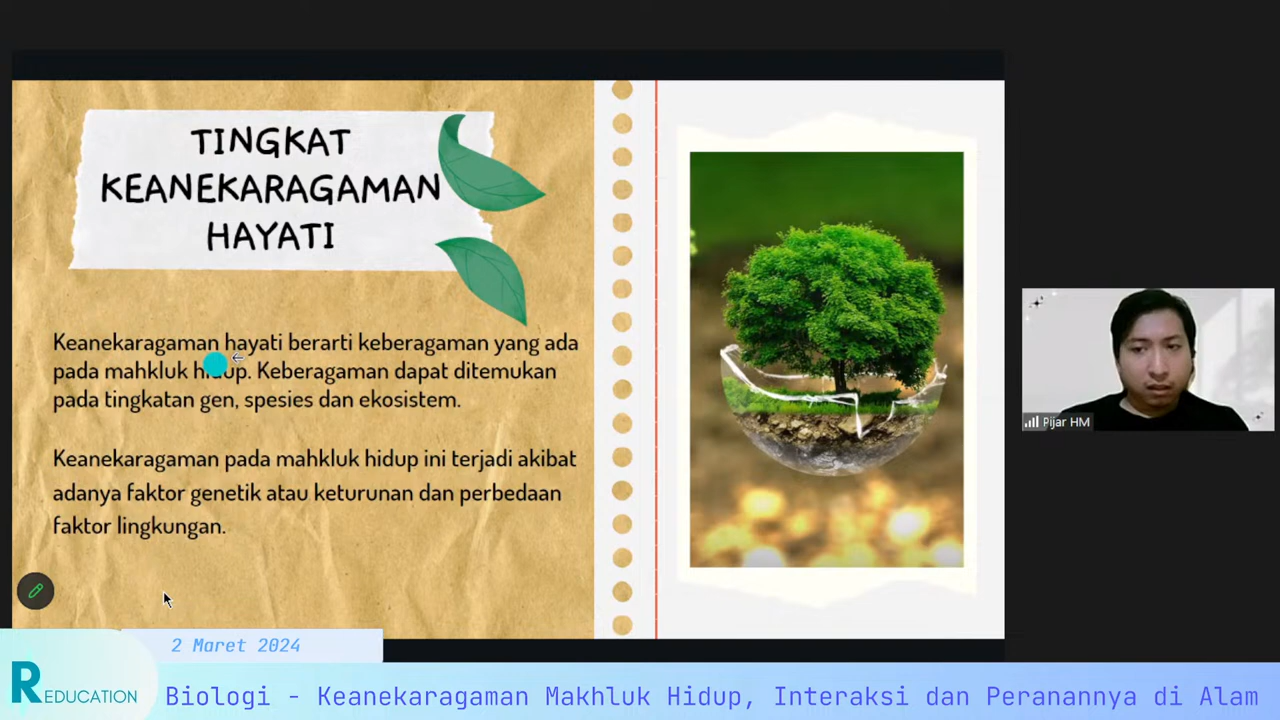 TINGKAT
KEANEKARAGAMAN
HAYATI
Keanekaragaman hayati berarti keberagaman yang ada
pada mahkluk hidup. Keberagaman dapat ditemukan
pada tingkatan gen, spesies dan ekosistem.
Keanekaragaman pada mahkluk hidup ini terjadi akibat
adanya faktor genetik atau keturunan dan perbedaan
faktor lingkungan.
Pijar HM
2 Maret 2024
R EDUCATION
Biologi - Keanekaragaman Makhluk Hidup, Interaksi dan Peranannya di Alam